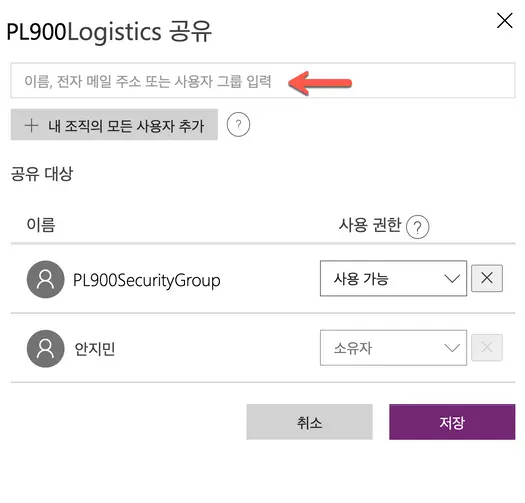 PL900Logistics 공유
이름, 전자 메일 주소 또는 사용자 그룹 입력
내 조직의 모든 사용자 추가 ?
공유 대상
이름 사용 권한 ?
PL900SecurityGroup 사용 가능
안지민 소유자
취소 저장